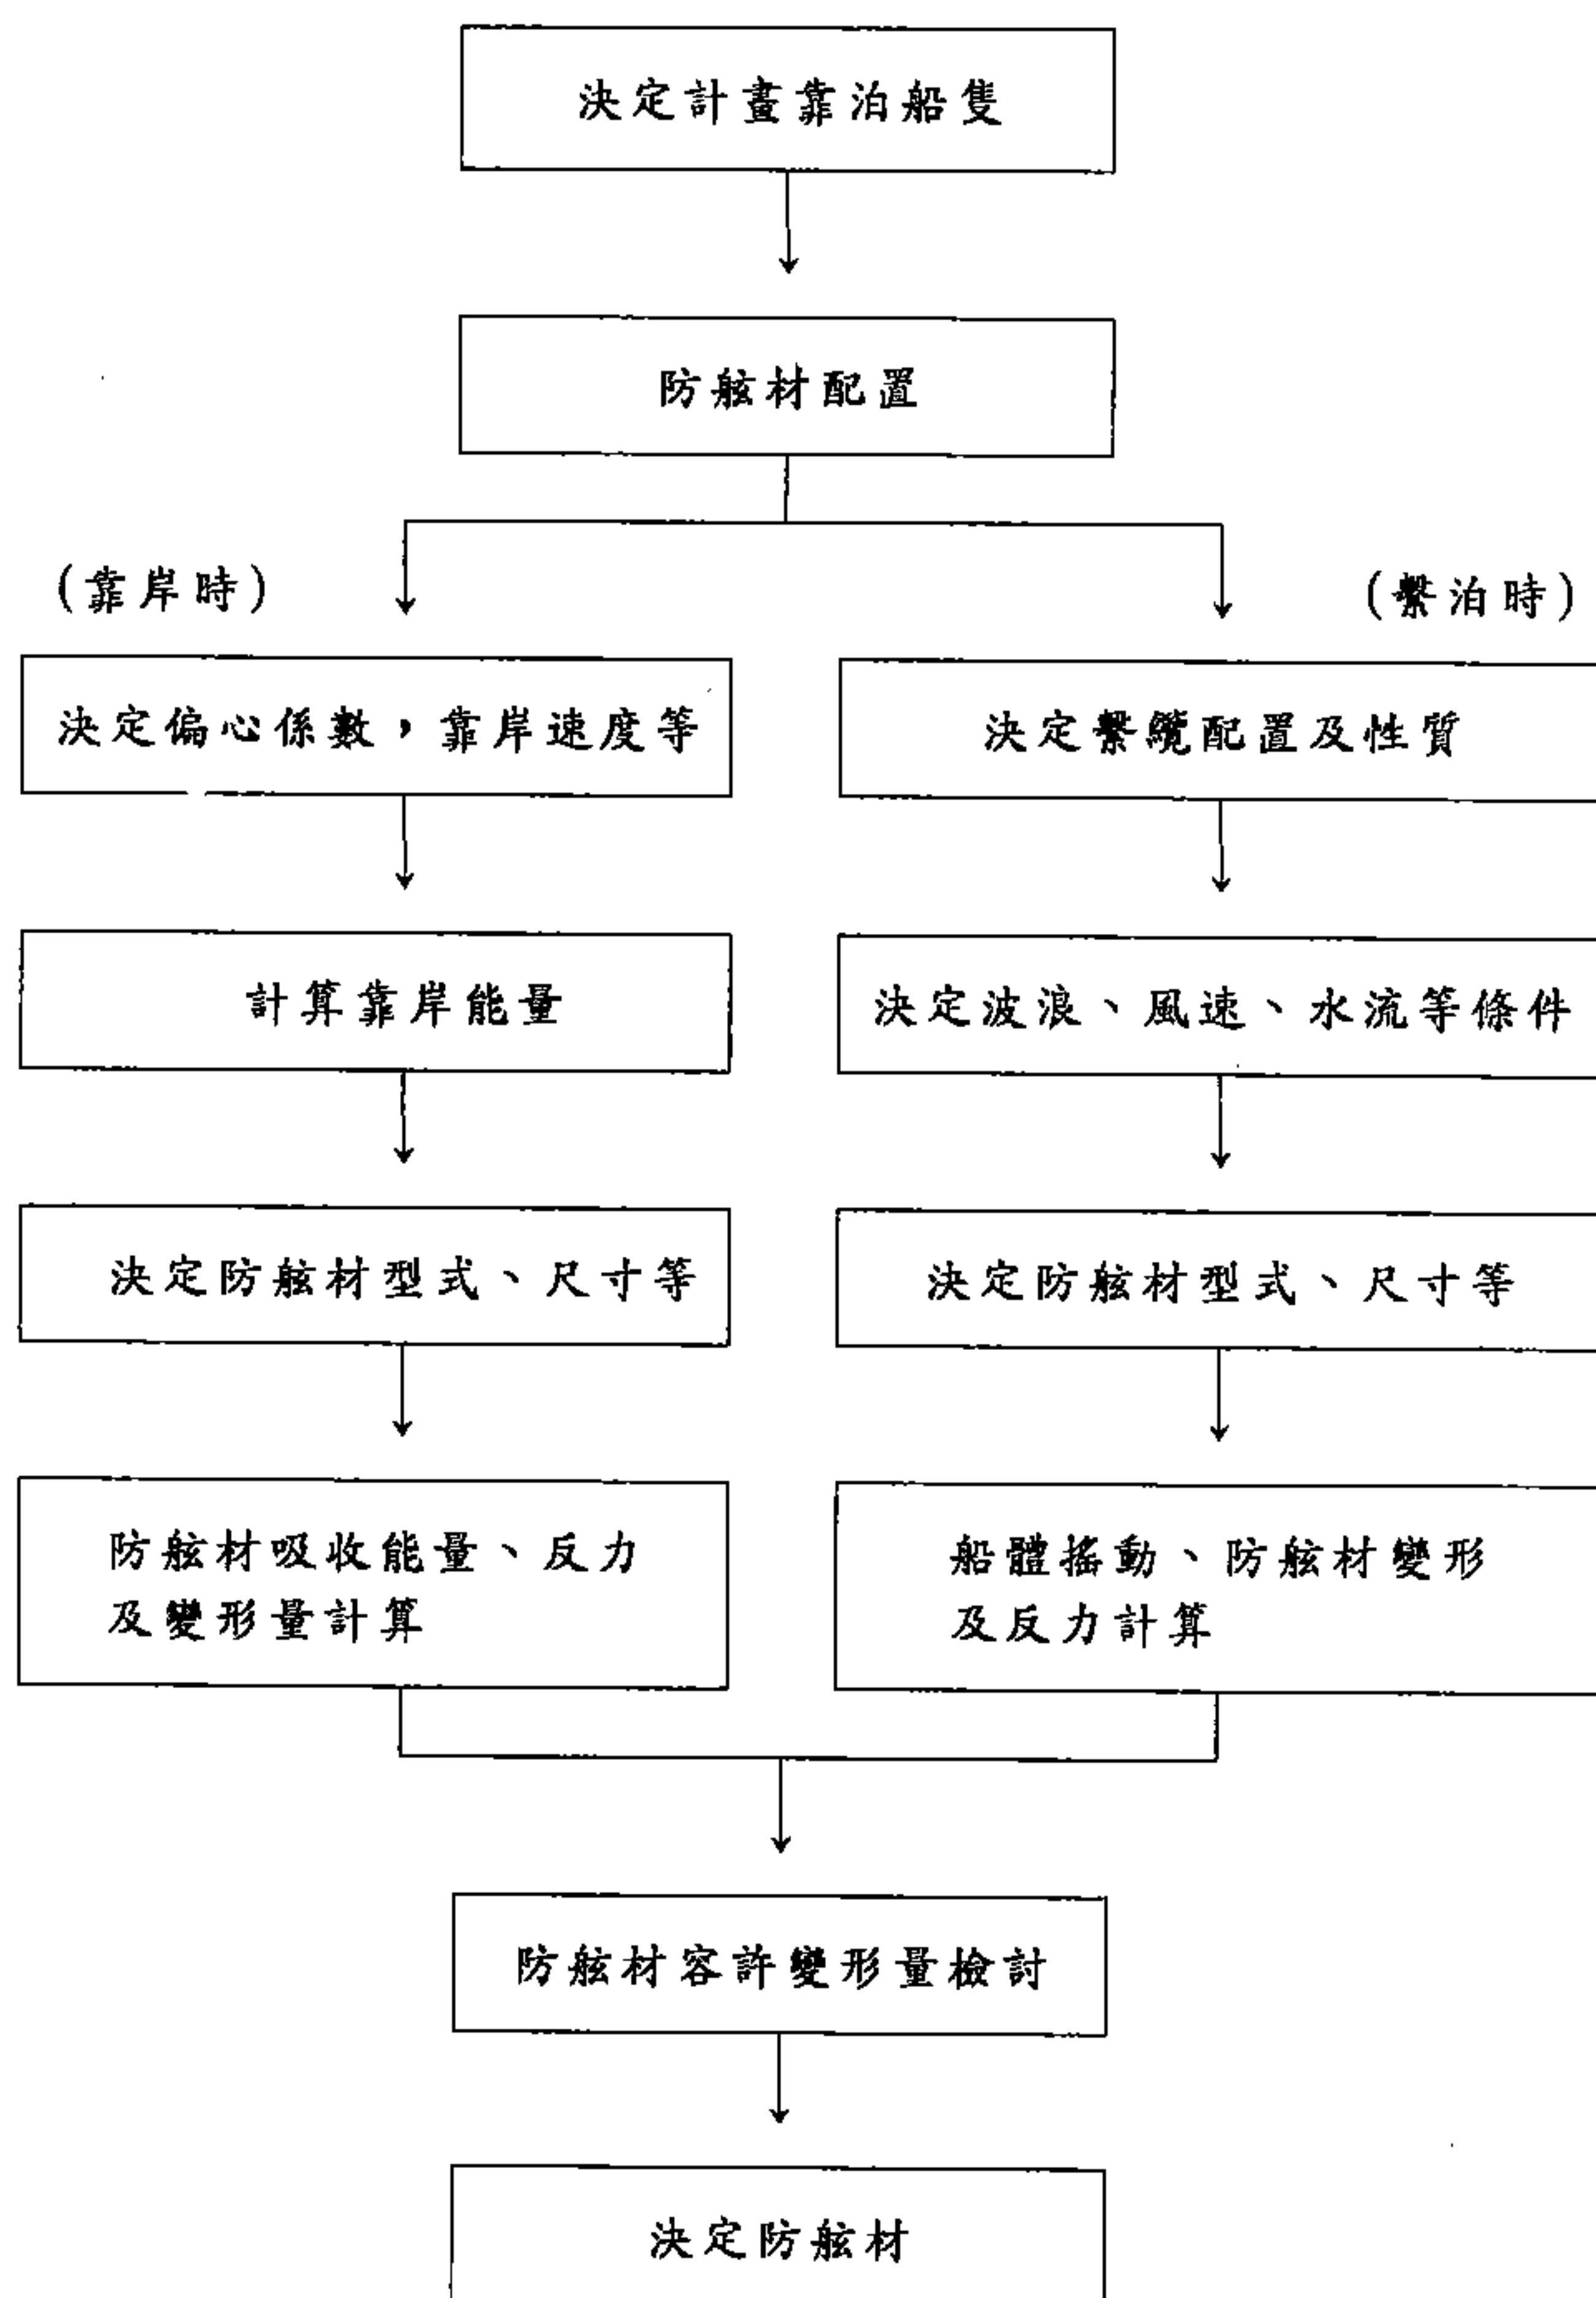 決定計畫靠泊船隻
防舷材配置
(靠岸時)
(繫泊時)
決定偏心係數，靠岸速度等
決定繫纜配置及性質
計算靠岸能量
決定波浪、風速、水流等條件
決定防舷材型式、尺寸等
決定防舷材型式、尺寸等
防舷材吸收能量、反力
及變形量計算
船體搖動、防舷材變形
及反力計算
防舷材容許變形量檢討
決定防舷材